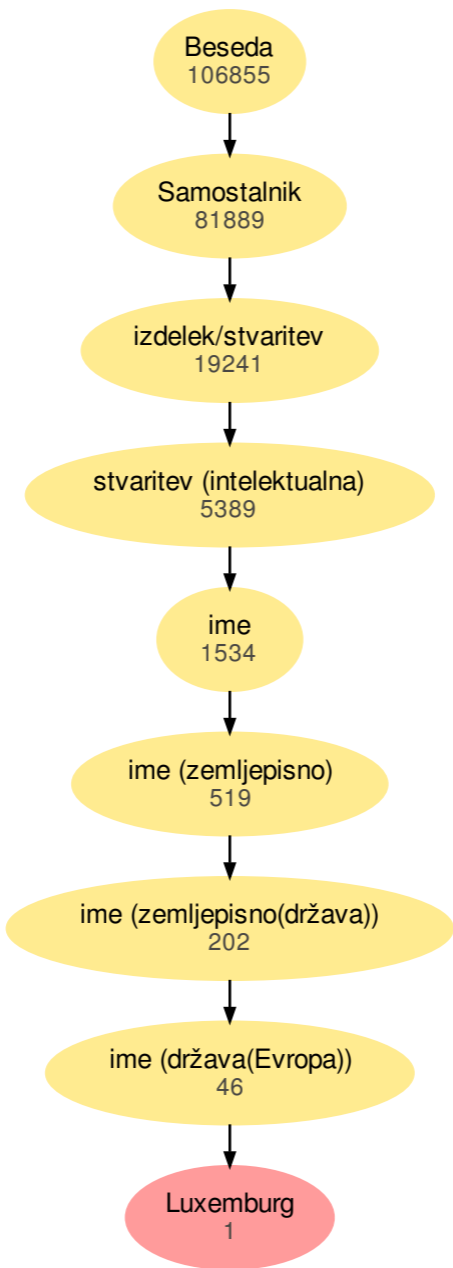 Beseda
106855
Samostalnik
81889
izdelek/stvaritev
19241
stvaritev (intelektualna)
5389
ime
1534
ime (zemljepisno)
519
ime (zemljepisno(država))
202
ime (država(Evropa))
46
Luxemburg
1